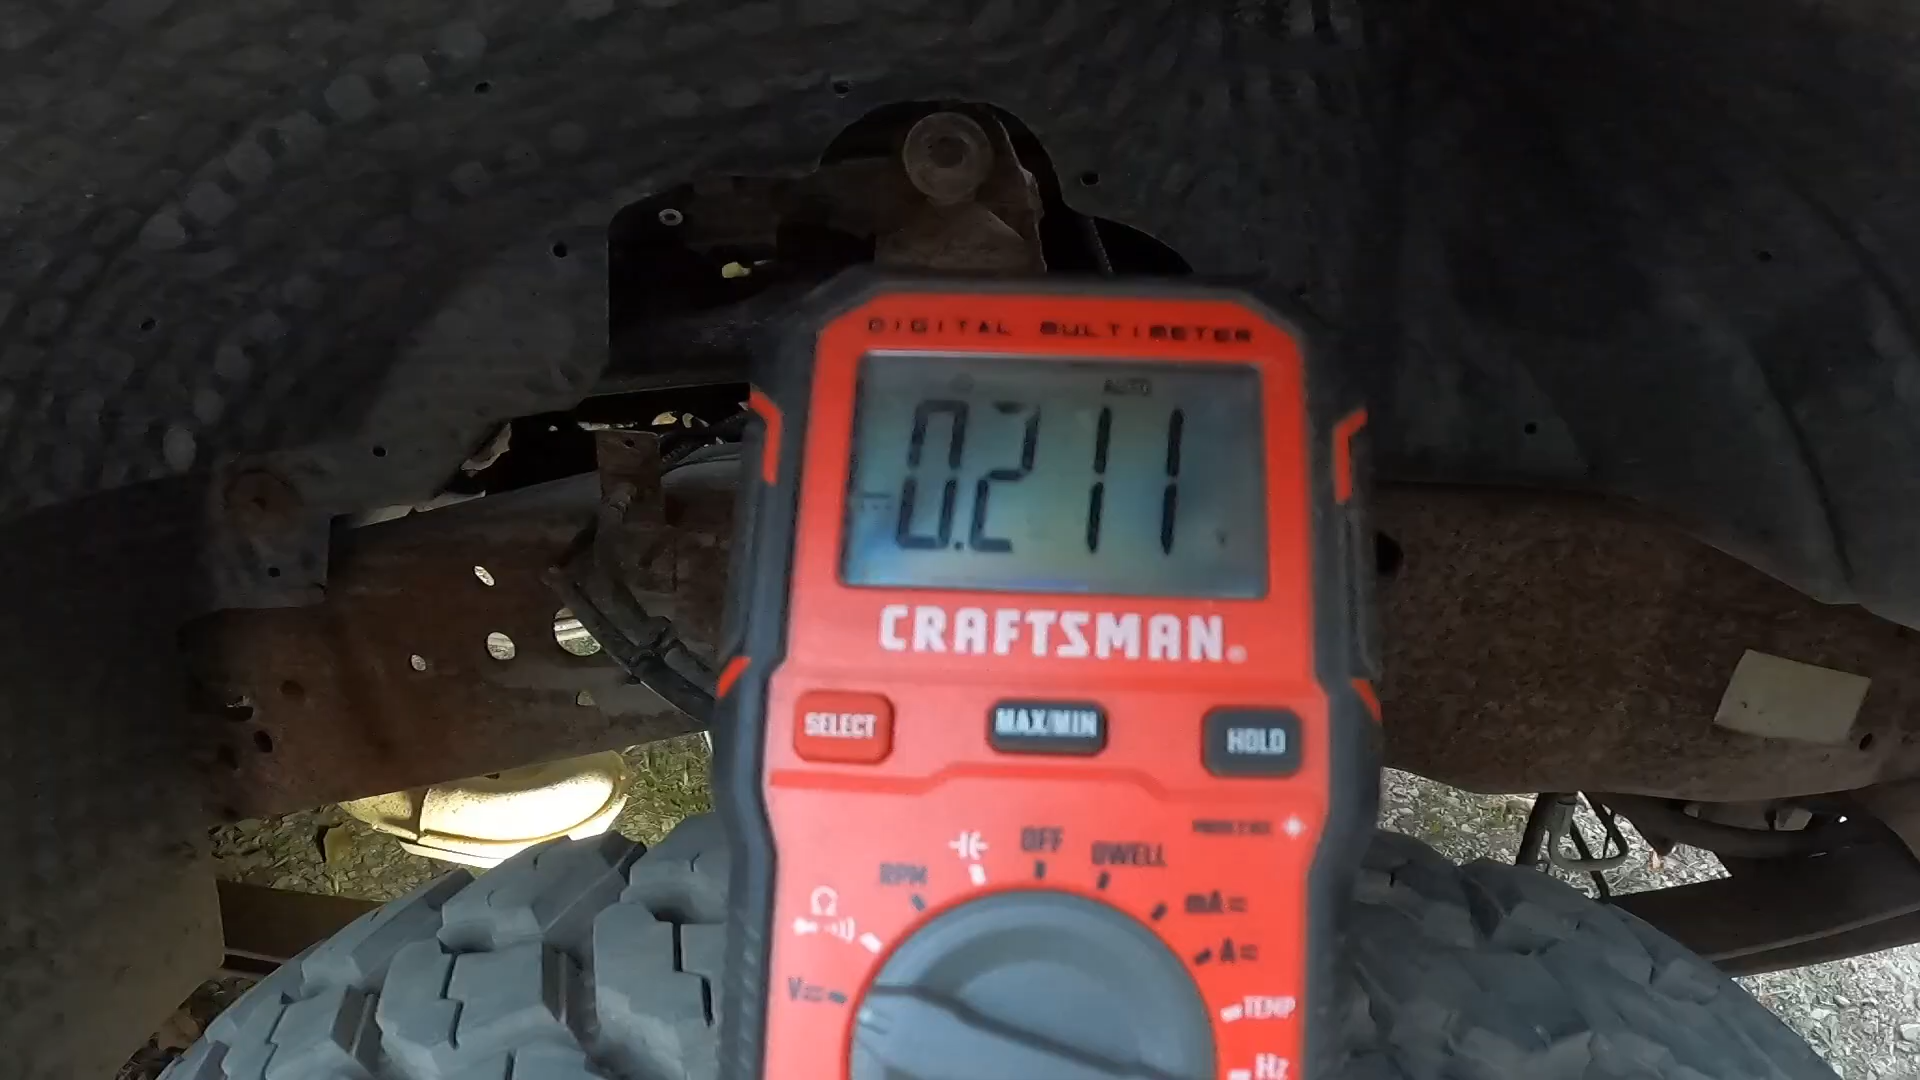 DIGITAL MULTIMETER
AUTO
0.211
V
CRAFTSMAN
SELECT MAX/MIN HOLD
OFF
DWELL
RPM
mA
Ω
A
V
TEMP
Hz